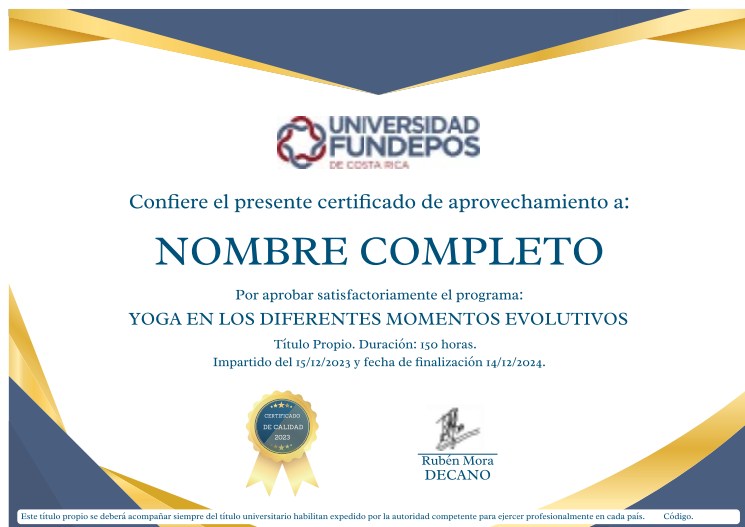 UNIVERSIDAD
FUNDEPOS
DE COSTA RICA
Confiere el presente certificado de aprovechamiento a:
NOMBRE COMPLETO
Por aprobar satisfactoriamente el programa:
YOGA EN LOS DIFERENTES MOMENTOS EVOLUTIVOS
Título Propio. Duración: 150 horas.
Impartido del 15/12/2023 y fecha de finalización 14/12/2024.
CERTIFICADO
DE CALIDAD
2023
Rubén Mora
DECANO
Este título propio se deberá acompañar siempre del título universitario habilitan expedido por la autoridad competente para ejercer profesionalmente en cada país. Código.